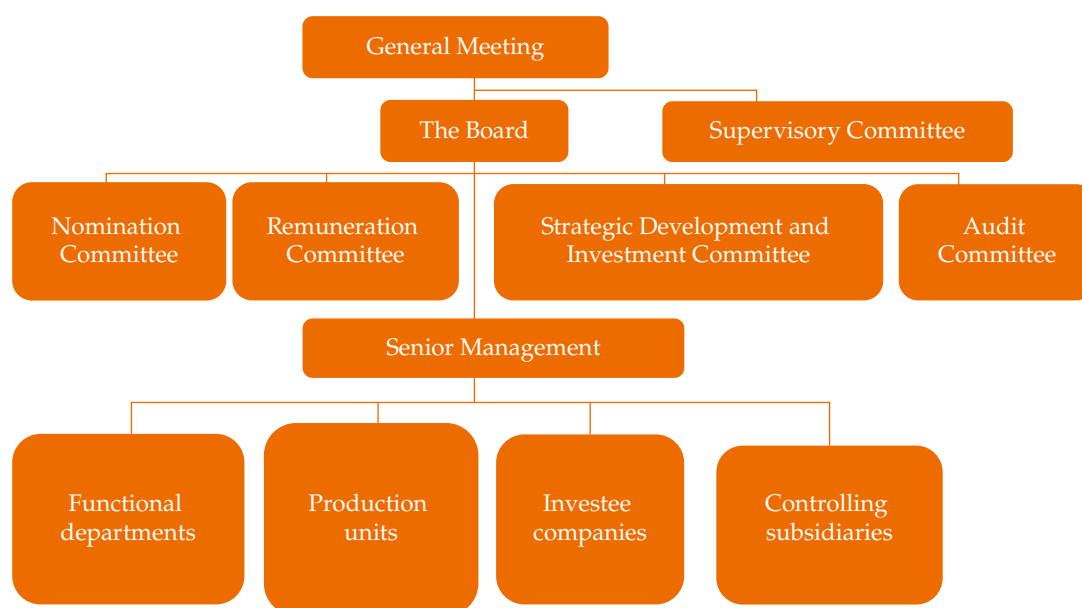 General Meeting
The Board
Supervisory Committee
Nomination
Committee
Remuneration
Committee
Strategic Development and
Investment Committee
Audit
Committee
Senior Management
Functional
departments
Production
units
Investee
companies
Controlling
subsidiaries